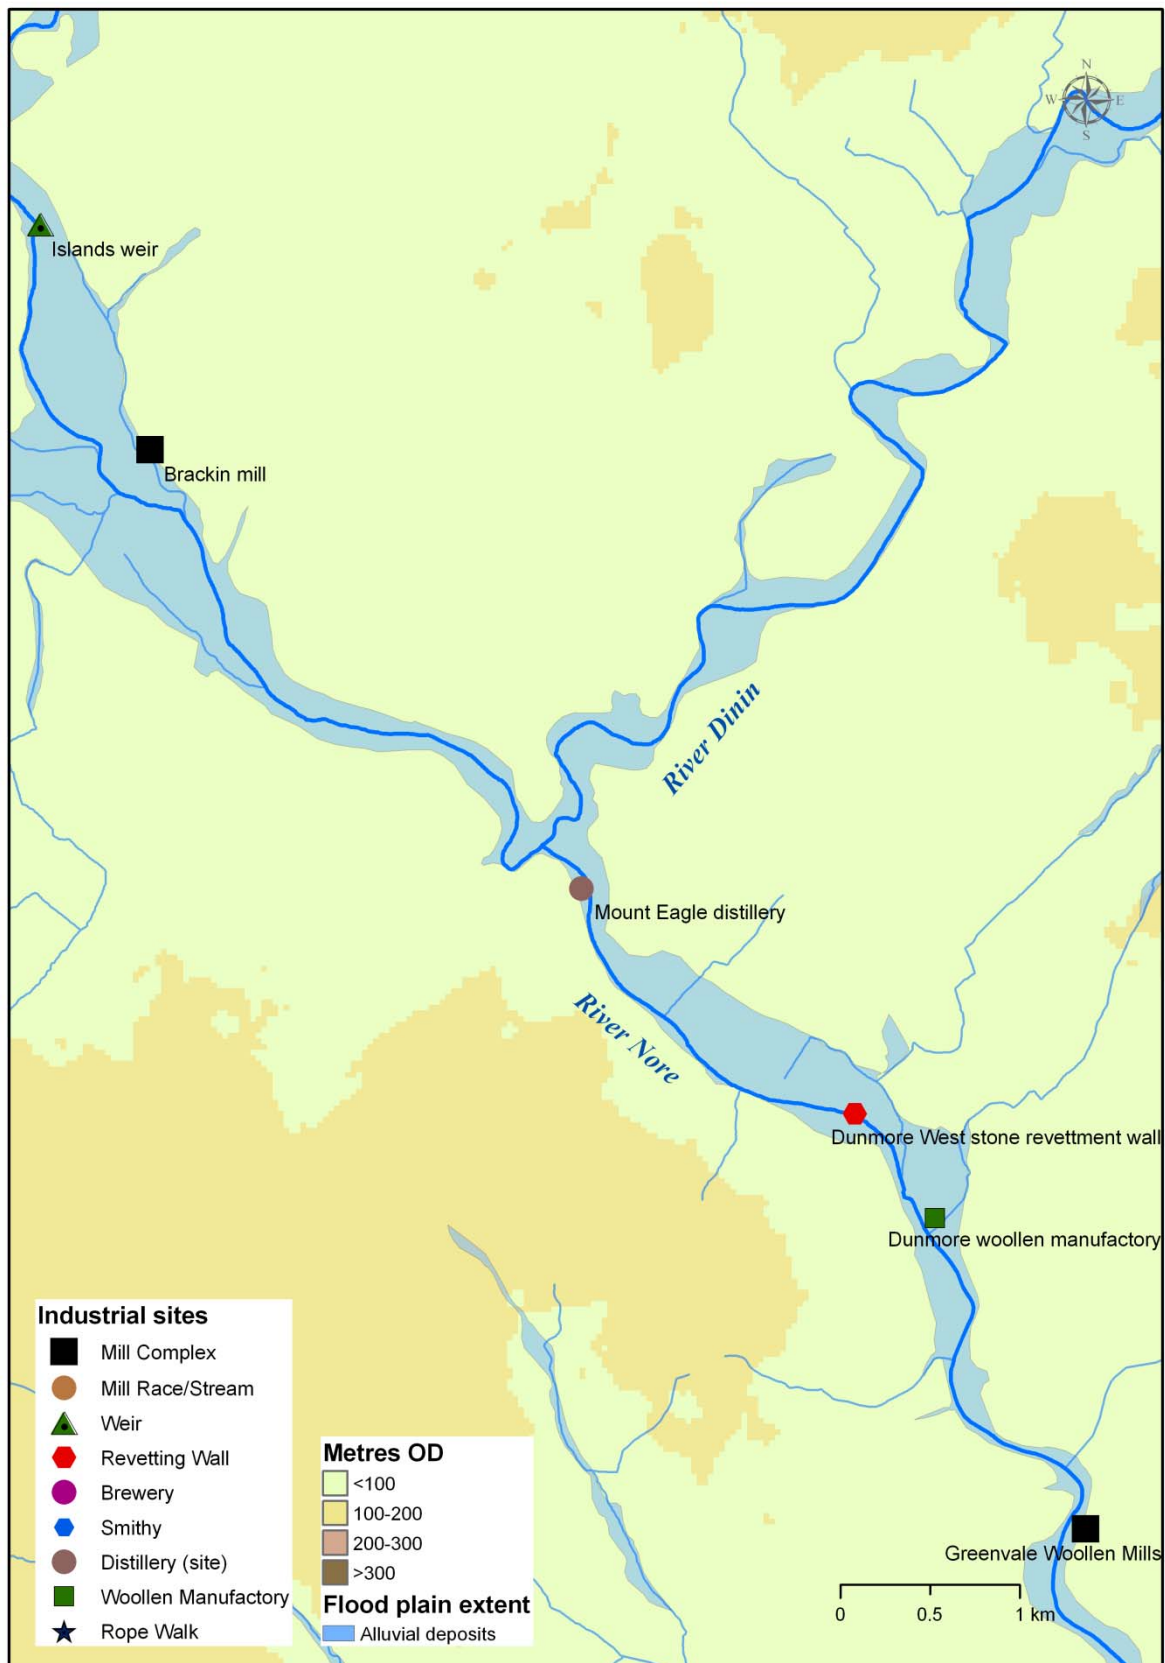 N
W E
S
Islands weir
Brackin mill
River Dinin
Mount Eagle distillery
River Nore
Dunmore West stone revettment wall
Dunmore woollen manufactory
Greenvale Woollen Mills
0 0.5 1 km
Industrial sites
Mill Complex
Mill Race/Stream
Weir
Revetting Wall
Brewery
Smithy
Distillery (site)
Woollen Manufactory
Rope Walk
Metres OD
<100
100-200
200-300
>300
Flood plain extent
Alluvial deposits